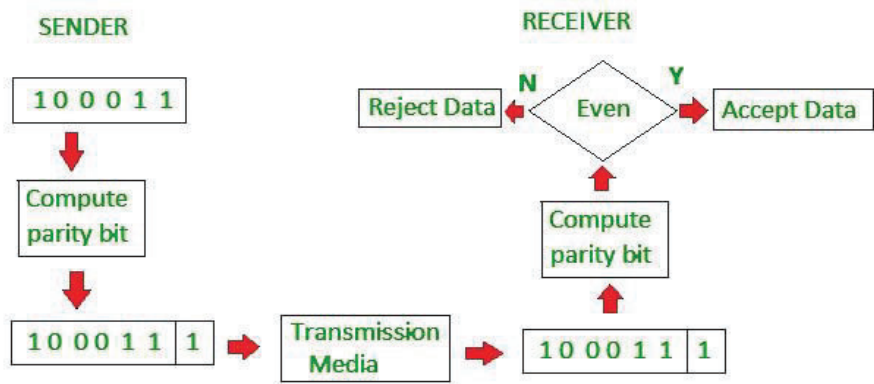 SENDER
1 0 0 0 1 1
Compute
parity bit
1 0 0 0 1 1 1
Transmission
Media
RECEIVER
N
Y
Reject Data
Even
Accept Data
Compute
parity bit
1 0 0 0 1 1 1